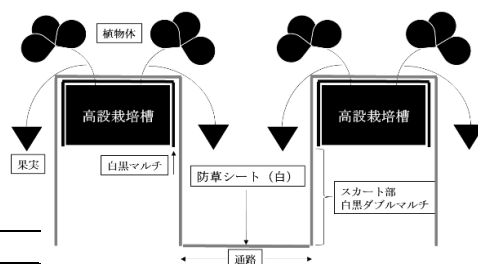 植物体
高設栽培槽
高設栽培槽
果実
白黒マルチ
防草シート（白）
スカート部
白黒ダブルマルチ
通路